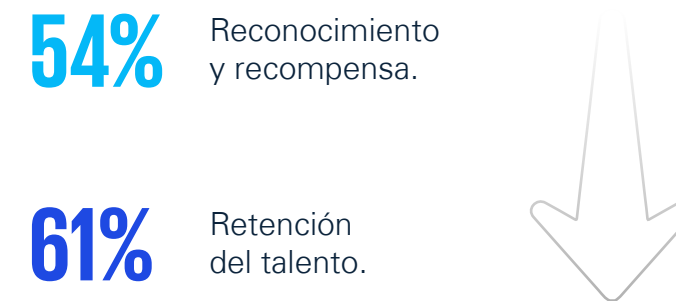 54%
Reconocimiento
y recompensa.
61%
Retención
del talento.